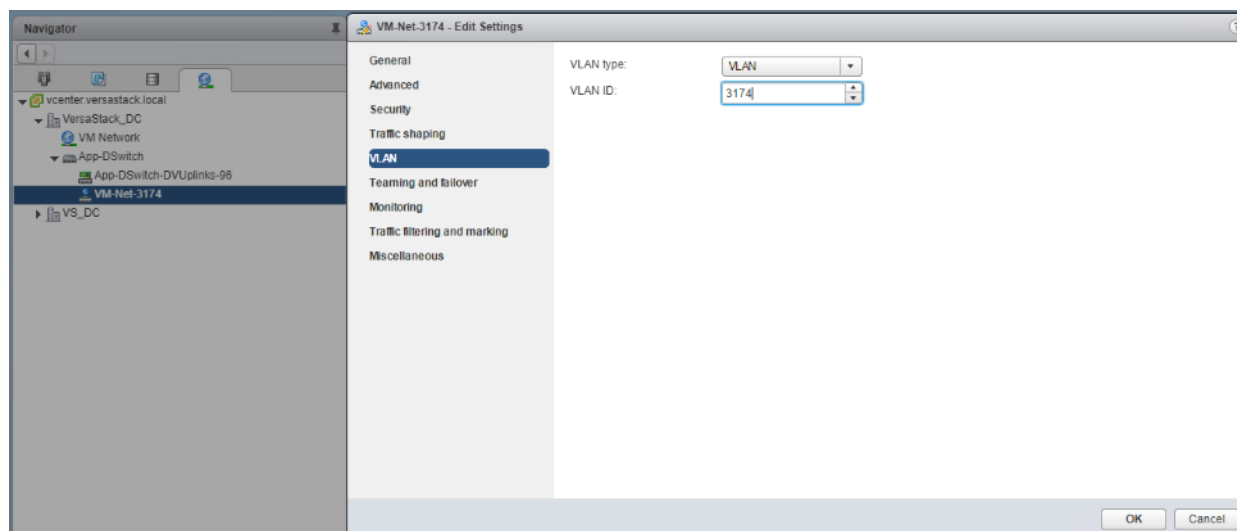 Navigator
vcenter.versastack.local
VersaStack_DC
VM Network
App-DSwitch
App-DSwitch-DVUplinks-96
VM-Net-3174
VS_DC
VM-Net-3174 - Edit Settings
?
General
Advanced
Security
Traffic shaping
VLAN
Teaming and failover
Monitoring
Traffic filtering and marking
Miscellaneous
VLAN type: VLAN
VLAN ID: 3174
OK Cancel